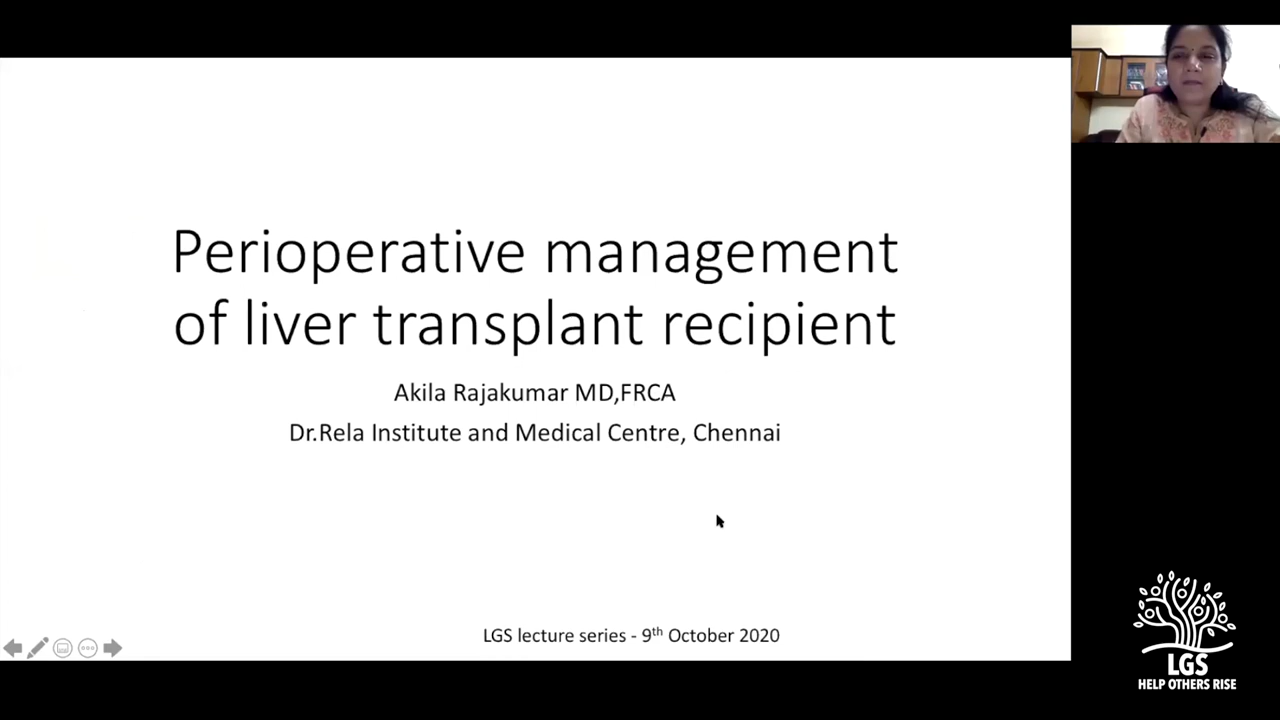 Perioperative management
of liver transplant recipient
Akila Rajakumar MD,FRCA
Dr.Rela Institute and Medical Centre, Chennai
LGS lecture series - 9th October 2020
LGS
HELP OTHERS RISE